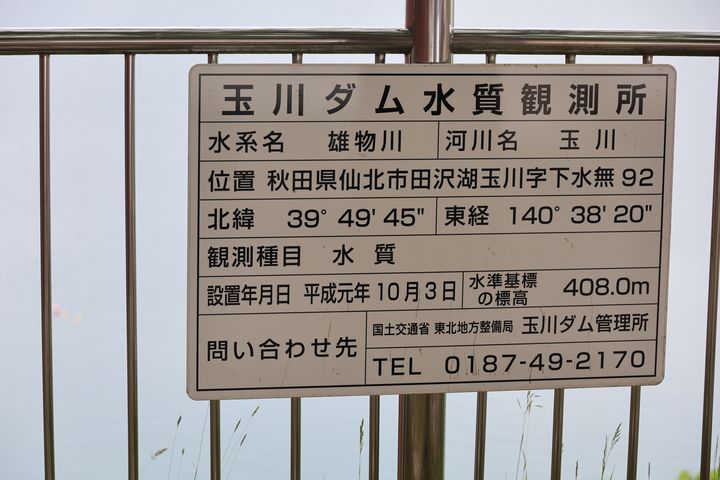 玉川ダム水質観測所
水系名 雄物川 河川名 玉川
位置 秋田県仙北市田沢湖玉川字下水無 92
北緯 39° 49' 45" 東経 140° 38' 20"
観測種目 水質
設置年月日 平成元年10月3日 水準基標の標高 408.0m
問い合わせ先 国土交通省 東北地方整備局 玉川ダム管理所
TEL 0187-49-2170